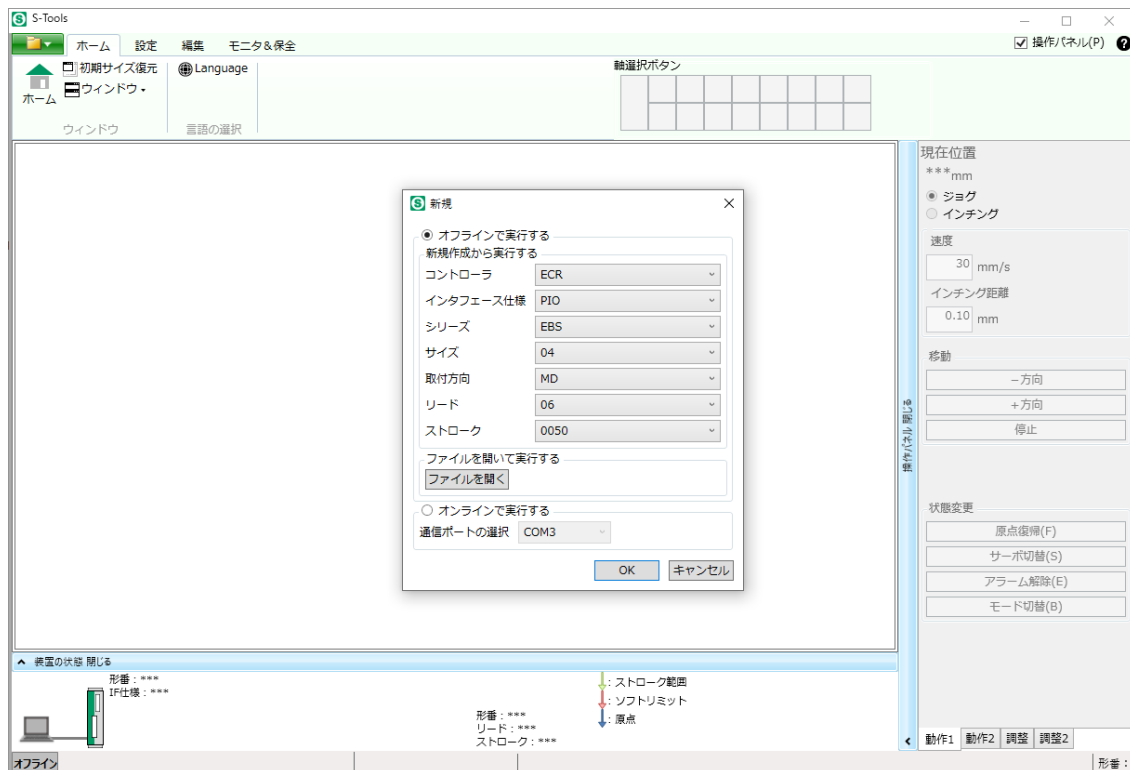 S-Tools
ホーム 設定 編集 モニタ&保全 操作パネル(P) ?
初期サイズ復元 Language 軸選択ボタン
ホーム ウィンドウ
ウィンドウ 言語の選択
現在位置
***mm
ジョグ
インチング
速度
30 mm/s
インチング距離
0.10 mm
移動
-方向
+方向
停止
状態変更
原点復帰(F)
サーボ切替(S)
アラーム解除(E)
モード切替(B)
動作1 動作2 調整 調整2
操作パネル 閉じる
S 新規
オフラインで実行する
新規作成から実行する
コントローラ ECR
インタフェース仕様 PIO
シリーズ EBS
サイズ 04
取付方向 MD
リード 06
ストローク 0050
ファイルを開いて実行する
ファイルを開く
オンラインで実行する
通信ポートの選択 COM3
OK キャンセル
装置の状態 閉じる
形番:***
IF仕様:***
形番:***
リード:***
ストローク:***
:ストローク範囲
:ソフトリミット
:原点
オフライン 形番: